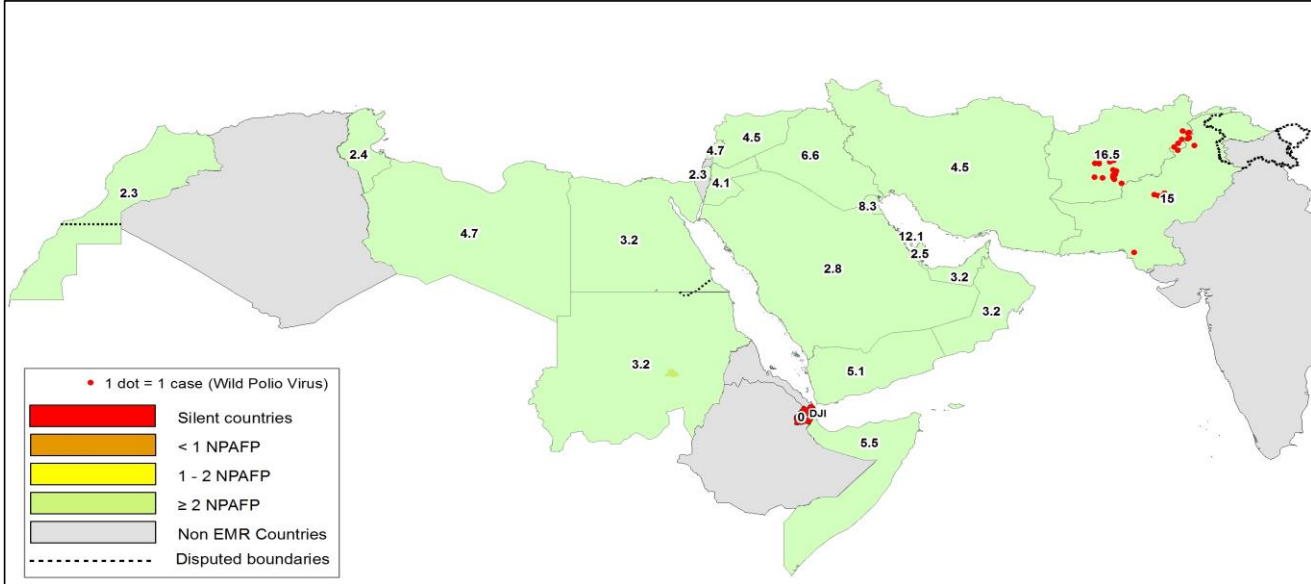 4.5
4.7
16.5
6.6
2.4
4.5
2.3
4.1
2.3
15
8.3
4.7
3.2
12.1
2.5
2.8
3.2
3.2
3.2
5.1
0
DJI
5.5
1 dot = 1 case (Wild Polio Virus)
Silent countries
< 1 NPAFP
1 - 2 NPAFP
≥ 2 NPAFP
Non EMR Countries
Disputed boundaries